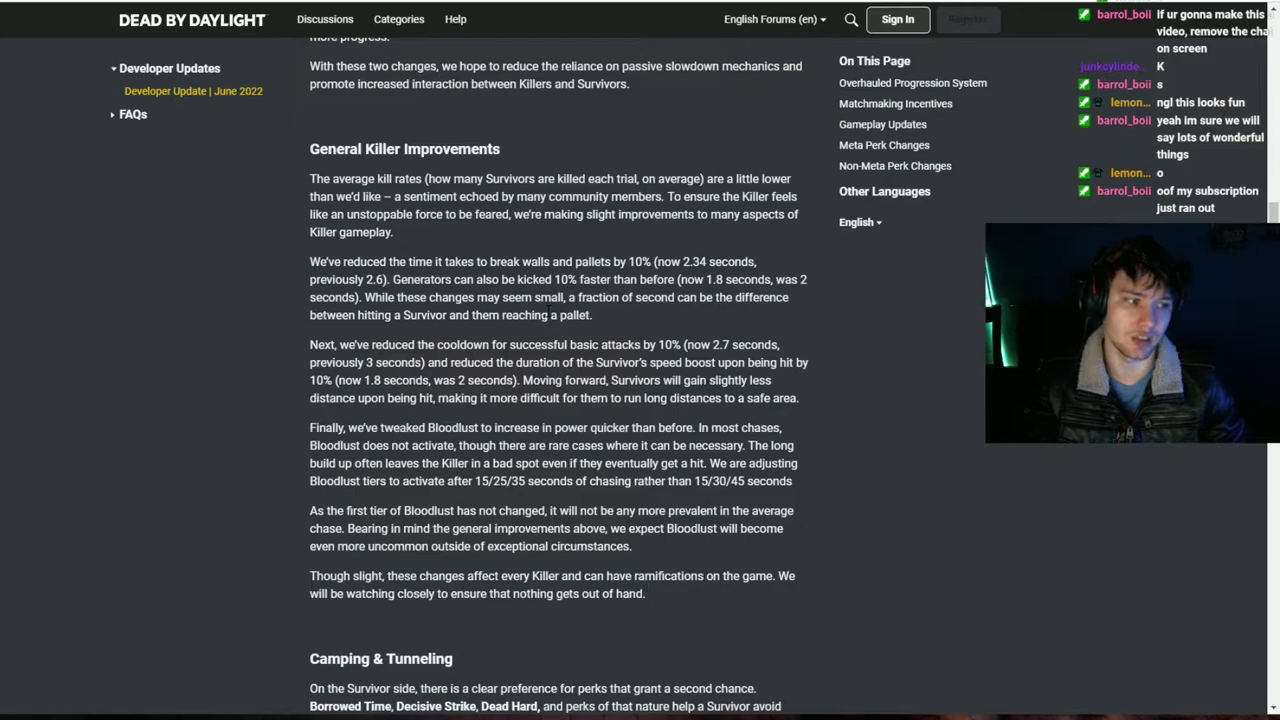 DEAD BY DAYLIGHT
Discussions
Categories
Help
English Forums (en)
Sign In
Register
Developer Updates
Developer Update | June 2022
FAQs
more progress.
With these two changes, we hope to reduce the reliance on passive slowdown mechanics and
promote increased interaction between Killers and Survivors.
General Killer Improvements
The average kill rates (how many Survivors are killed each trial, on average) are a little lower
than we'd like – a sentiment echoed by many community members. To ensure the Killer feels
like an unstoppable force to be feared, we're making slight improvements to many aspects of
Killer gameplay.
We've reduced the time it takes to break walls and pallets by 10% (now 2.34 seconds,
previously 2.6). Generators can also be kicked 10% faster than before (now 1.8 seconds, was 2
seconds). While these changes may seem small, a fraction of second can be the difference
between hitting a Survivor and them reaching a pallet.
Next, we've reduced the cooldown for successful basic attacks by 10% (now 2.7 seconds,
previously 3 seconds) and reduced the duration of the Survivor's speed boost upon being hit by
10% (now 1.8 seconds, was 2 seconds). Moving forward, Survivors will gain slightly less
distance upon being hit, making it more difficult for them to run long distances to a safe area.
Finally, we've tweaked Bloodlust to increase in power quicker than before. In most chases,
Bloodlust does not activate, though there are rare cases where it can be necessary. The long
build up often leaves the Killer in a bad spot even if they eventually get a hit. We are adjusting
Bloodlust tiers to activate after 15/25/35 seconds of chasing rather than 15/30/45 seconds
As the first tier of Bloodlust has not changed, it will not be any more prevalent in the average
chase. Bearing in mind the general improvements above, we expect Bloodlust will become
even more uncommon outside of exceptional circumstances.
Though slight, these changes affect every Killer and can have ramifications on the game. We
will be watching closely to ensure that nothing gets out of hand.
Camping & Tunneling
On the Survivor side, there is a clear preference for perks that grant a second chance.
Borrowed Time, Decisive Strike, Dead Hard, and perks of that nature help a Survivor avoid
On This Page
Overhauled Progression System
Matchmaking Incentives
Gameplay Updates
Meta Perk Changes
Non-Meta Perk Changes
Other Languages
English
barrol_boii If ur gonna make this
video, remove the cha
on screen
junkcylinde... K
barrol_boii s
lemon... ngl this looks fun
barrol_boii yeah im sure we will
say lots of wonderful
things
lemon... o
barrol_boii oof my subscription
just ran out